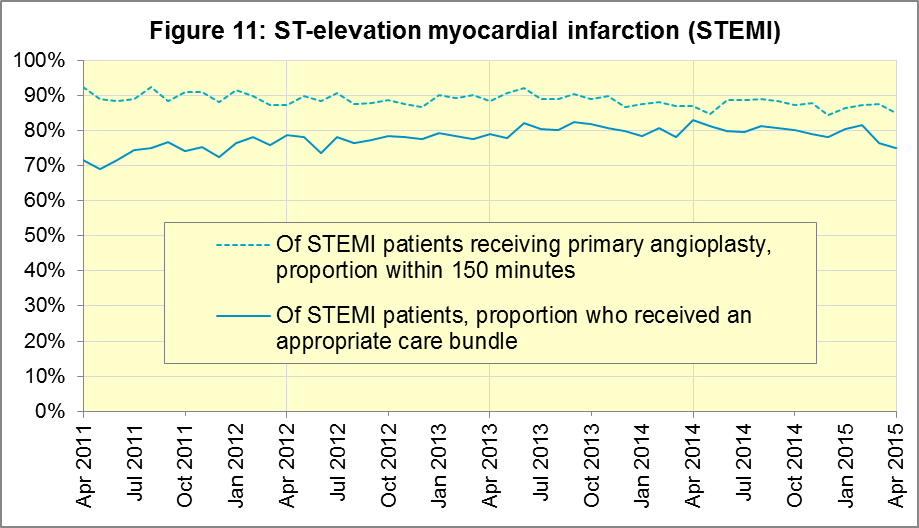 Figure 11: ST-elevation myocardial infarction (STEMI)
100%
90%
80%
70%
60%
50%
40%
30%
20%
10%
0%
Of STEMI patients receiving primary angioplasty,
proportion within 150 minutes
Of STEMI patients, proportion who received an
appropriate care bundle
Apr 2011
Jul 2011
Oct 2011
Jan 2012
Apr 2012
Jul 2012
Oct 2012
Jan 2013
Apr 2013
Jul 2013
Oct 2013
Jan 2014
Apr 2014
Jul 2014
Oct 2014
Jan 2015
Apr 2015